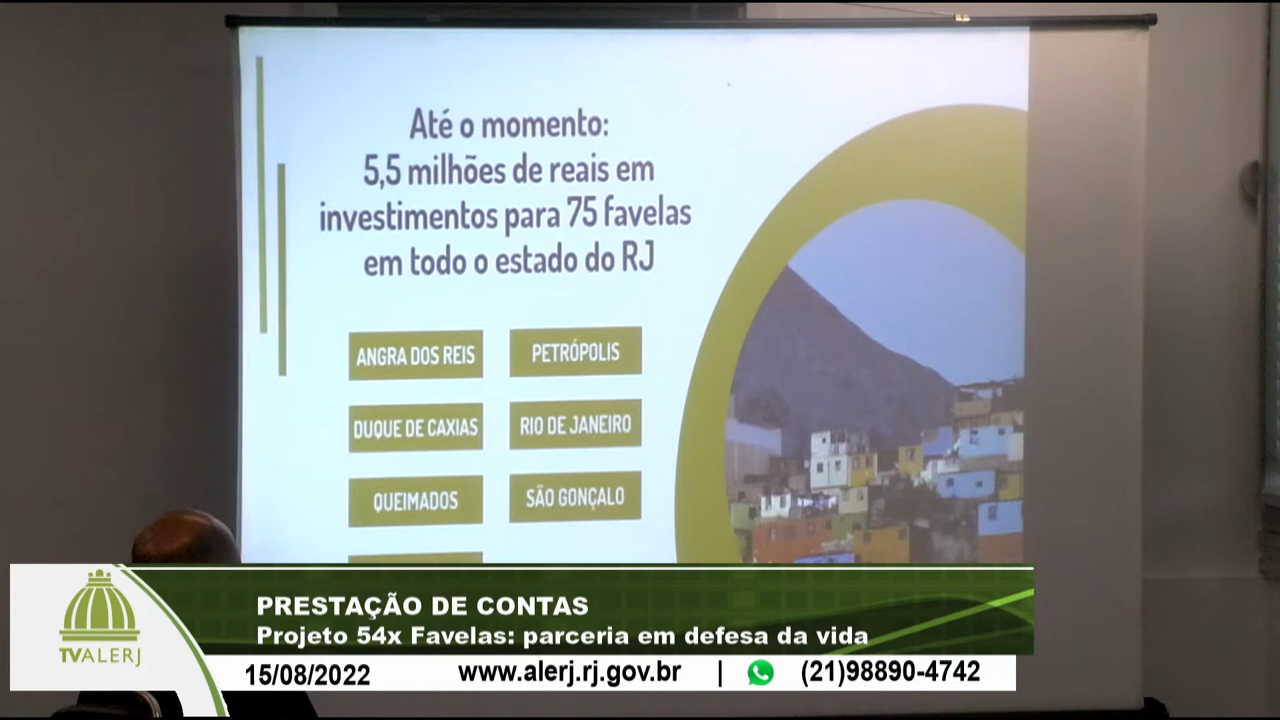 Até o momento:
5,5 milhões de reais em
investimentos para 75 favelas
em todo o estado do RJ
ANGRA DOS REIS
PETRÓPOLIS
DUQUE DE CAXIAS
RIO DE JANEIRO
QUEIMADOS
SÃO GONÇALO
PRESTAÇÃO DE CONTAS
Projeto 54x Favelas: parceria em defesa da vida
TVALERJ
15/08/2022 www.alerj.rj.gov.br | (21)98890-4742